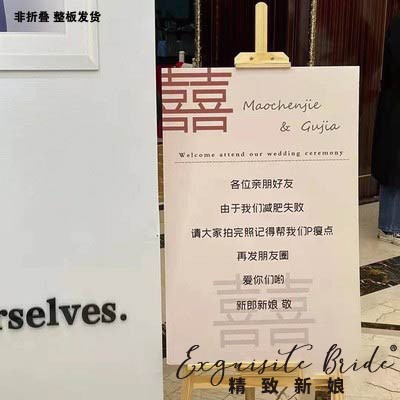 非折叠 整板发货
囍
Maochenjie
& Gujia
Welcome attend our wedding ceremony
各位亲朋好友
由于我们减肥失败
请大家拍完照记得帮我们P瘦点
再发朋友圈
爱你们哟
新郎新娘 敬
囍
rselves.
Exquisite Bride®
精致新娘